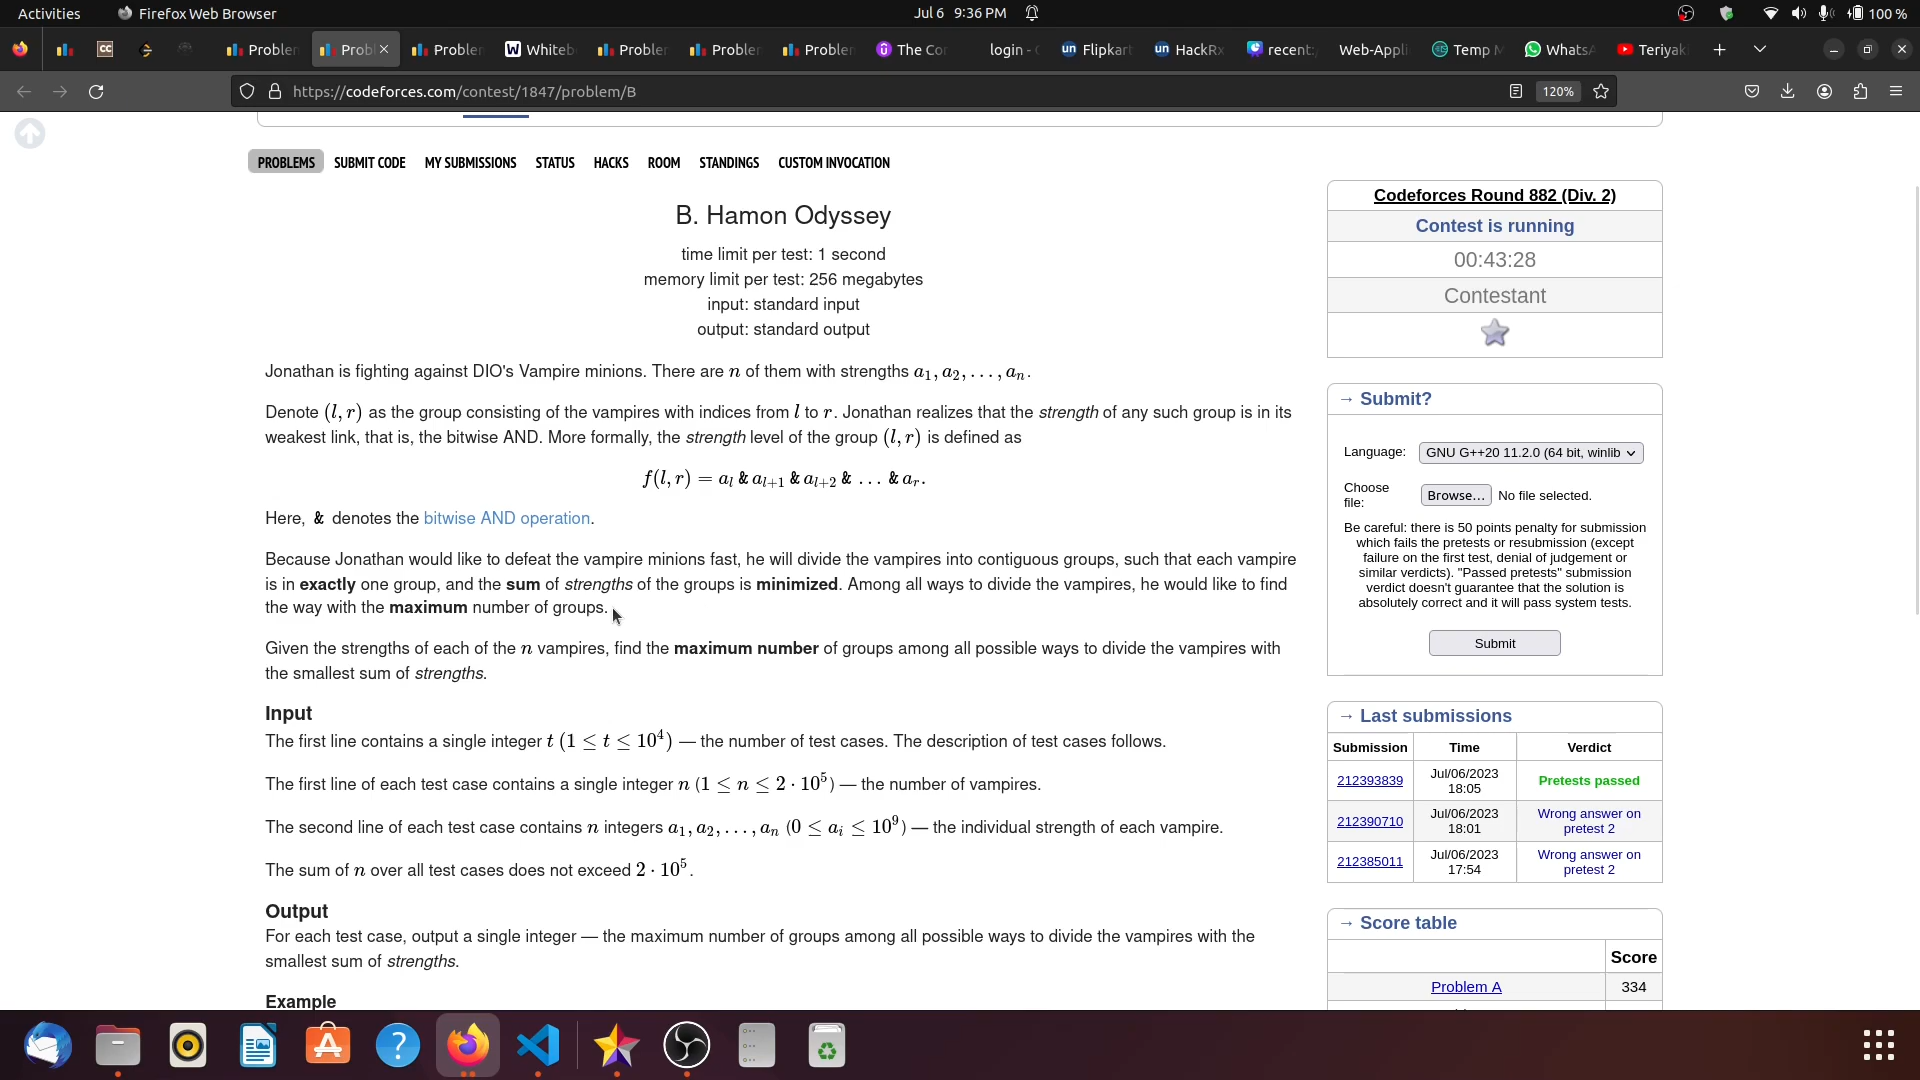 Activities Firefox Web Browser Jul 6 9:36 PM 100 %
Problem Prob Problem Whiteb Problem Problem Problem The Co login - Flipkar HackRx recent: Web-Appli Temp M WhatsA Teriyak
https://codeforces.com/contest/1847/problem/B 120%
PROBLEMS SUBMIT CODE MY SUBMISSIONS STATUS HACKS ROOM STANDINGS CUSTOM INVOCATION
B. Hamon Odyssey
time limit per test: 1 second
memory limit per test: 256 megabytes
input: standard input
output: standard output
Jonathan is fighting against DIO's Vampire minions. There are n of them with strengths a₁, a₂, …, aₙ.
Denote (l, r) as the group consisting of the vampires with indices from l to r. Jonathan realizes that the strength of any such group is in its
weakest link, that is, the bitwise AND. More formally, the strength level of the group (l, r) is defined as
f(l, r) = aₗ & aₗ₊₁ & aₗ₊₂ & … & aᵣ.
Here, & denotes the bitwise AND operation.
Because Jonathan would like to defeat the vampire minions fast, he will divide the vampires into contiguous groups, such that each vampire
is in exactly one group, and the sum of strengths of the groups is minimized. Among all ways to divide the vampires, he would like to find
the way with the maximum number of groups.
Given the strengths of each of the n vampires, find the maximum number of groups among all possible ways to divide the vampires with
the smallest sum of strengths.
Input
The first line contains a single integer t (1 ≤ t ≤ 10⁴) — the number of test cases. The description of test cases follows.
The first line of each test case contains a single integer n (1 ≤ n ≤ 2 · 10⁵) — the number of vampires.
The second line of each test case contains n integers a₁, a₂, …, aₙ (0 ≤ aᵢ ≤ 10⁹) — the individual strength of each vampire.
The sum of n over all test cases does not exceed 2 · 10⁵.
Output
For each test case, output a single integer — the maximum number of groups among all possible ways to divide the vampires with the
smallest sum of strengths.
Example
Codeforces Round 882 (Div. 2)
Contest is running
00:43:28
Contestant
→ Submit?
Language: GNU G++20 11.2.0 (64 bit, winlib
Choose
file: Browse… No file selected.
Be careful: there is 50 points penalty for submission
which fails the pretests or resubmission (except
failure on the first test, denial of judgement or
similar verdicts). "Passed pretests" submission
verdict doesn't guarantee that the solution is
absolutely correct and it will pass system tests.
Submit
→ Last submissions
Submission Time Verdict
212393839 Jul/06/2023 18:05 Pretests passed
212390710 Jul/06/2023 18:01 Wrong answer on pretest 2
212385011 Jul/06/2023 17:54 Wrong answer on pretest 2
→ Score table
Score
Problem A 334